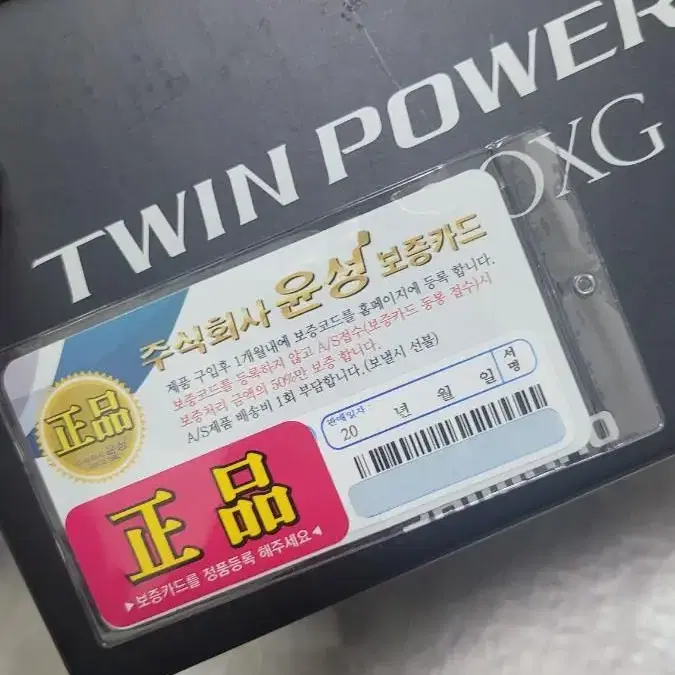 TWIN POWER
XG
주식회사 윤성 보증카드
제품 구입후 1개월내에 보증코드를 홈페이지에 등록 합니다.
보증코드를 등록하지 않고 A/S접수(보증카드 동봉 접수)시
보증처리 금액의 50%만 보증 합니다.
A/S제품 배송비 1회 부담합니다.(보낼시 선불)
正品
판매일자
20 년 월 일
서명
正品
▶보증카드를 정품등록 해주세요◀